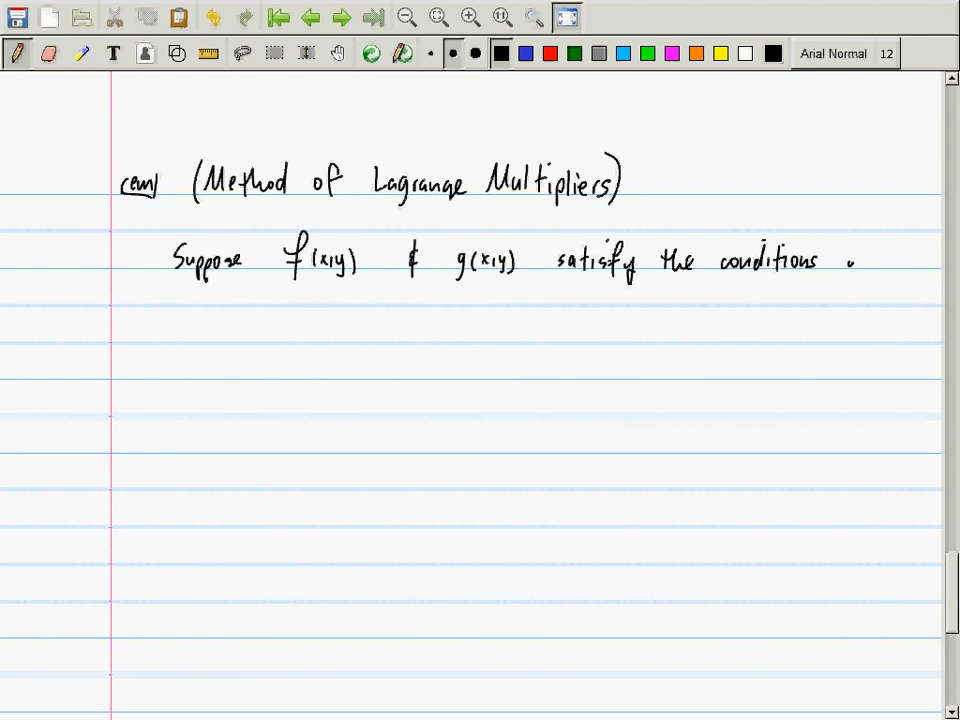 Arial Normal 12
(Method of Lagrange Multipliers)
Suppose f(x,y) & g(x,y) satisfy the conditions